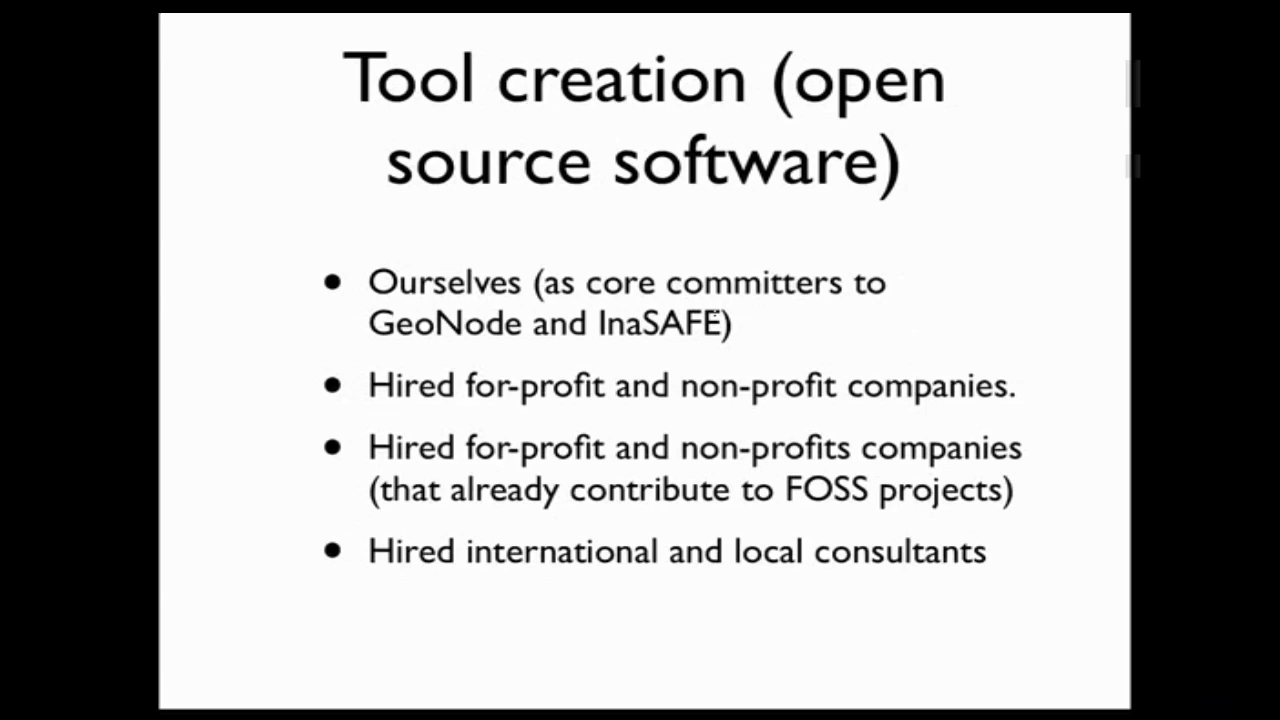 Tool creation (open
source software)
• Ourselves (as core committers to
GeoNode and InaSAFE)
• Hired for-profit and non-profit companies.
• Hired for-profit and non-profits companies
(that already contribute to FOSS projects)
• Hired international and local consultants